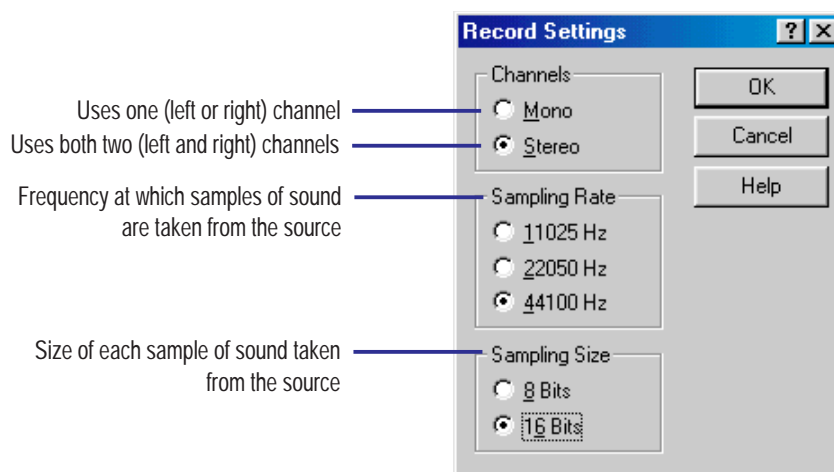 Record Settings
Channels
OK
Uses one (left or right) channel
Mono
Uses both two (left and right) channels
Stereo
Cancel
Help
Frequency at which samples of sound
are taken from the source
Sampling Rate
11025 Hz
22050 Hz
44100 Hz
Size of each sample of sound taken
from the source
Sampling Size
8 Bits
16 Bits